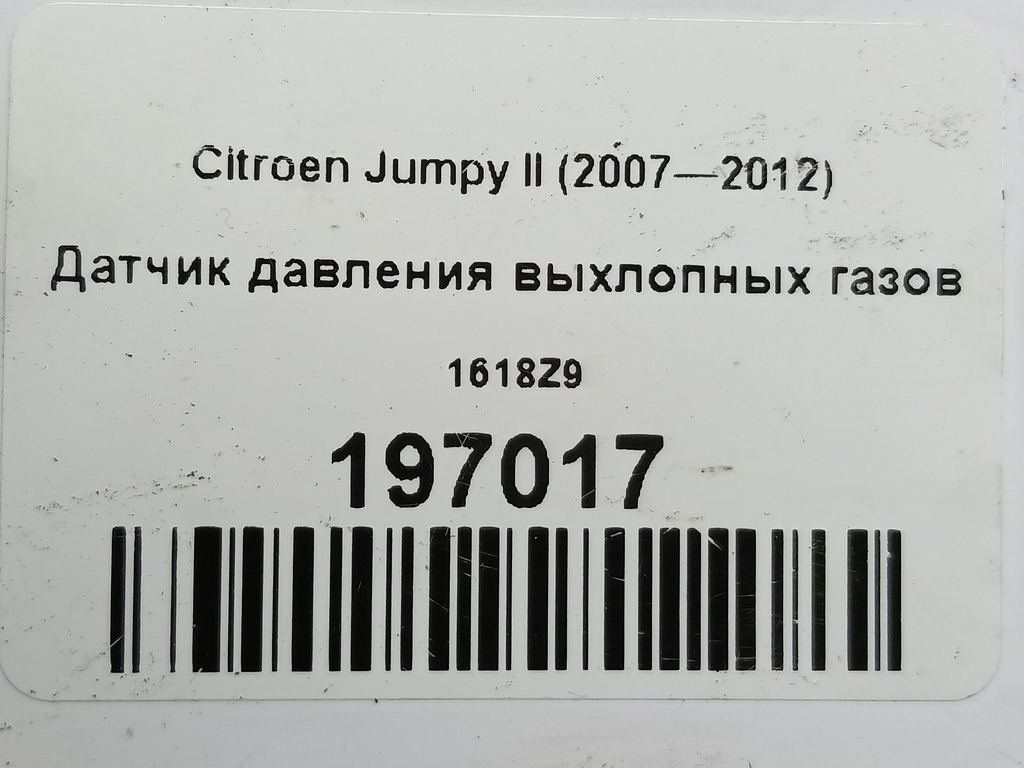 Citroen Jumpy II (2007—2012)
Датчик давления выхлопных газов
1618Z9
197017